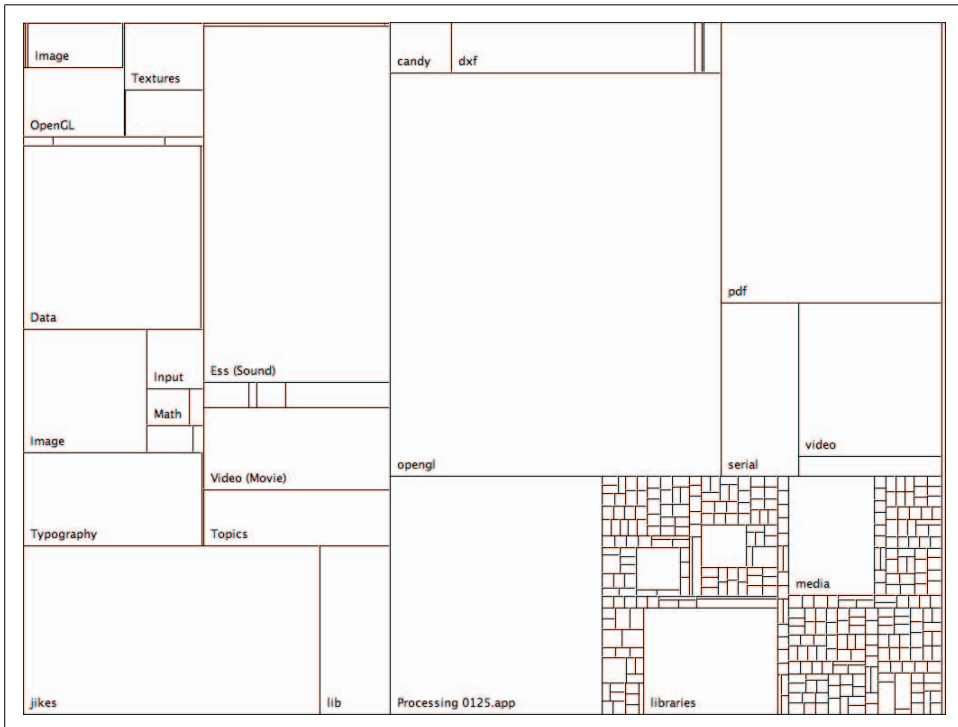 Image
candy
dxf
Textures
OpenGL
pdf
Data
Ess (Sound)
Input
Math
Image
video
Video (Movie)
opengl
serial
Typography
Topics
media
jikes
lib
Processing 0125.app
libraries